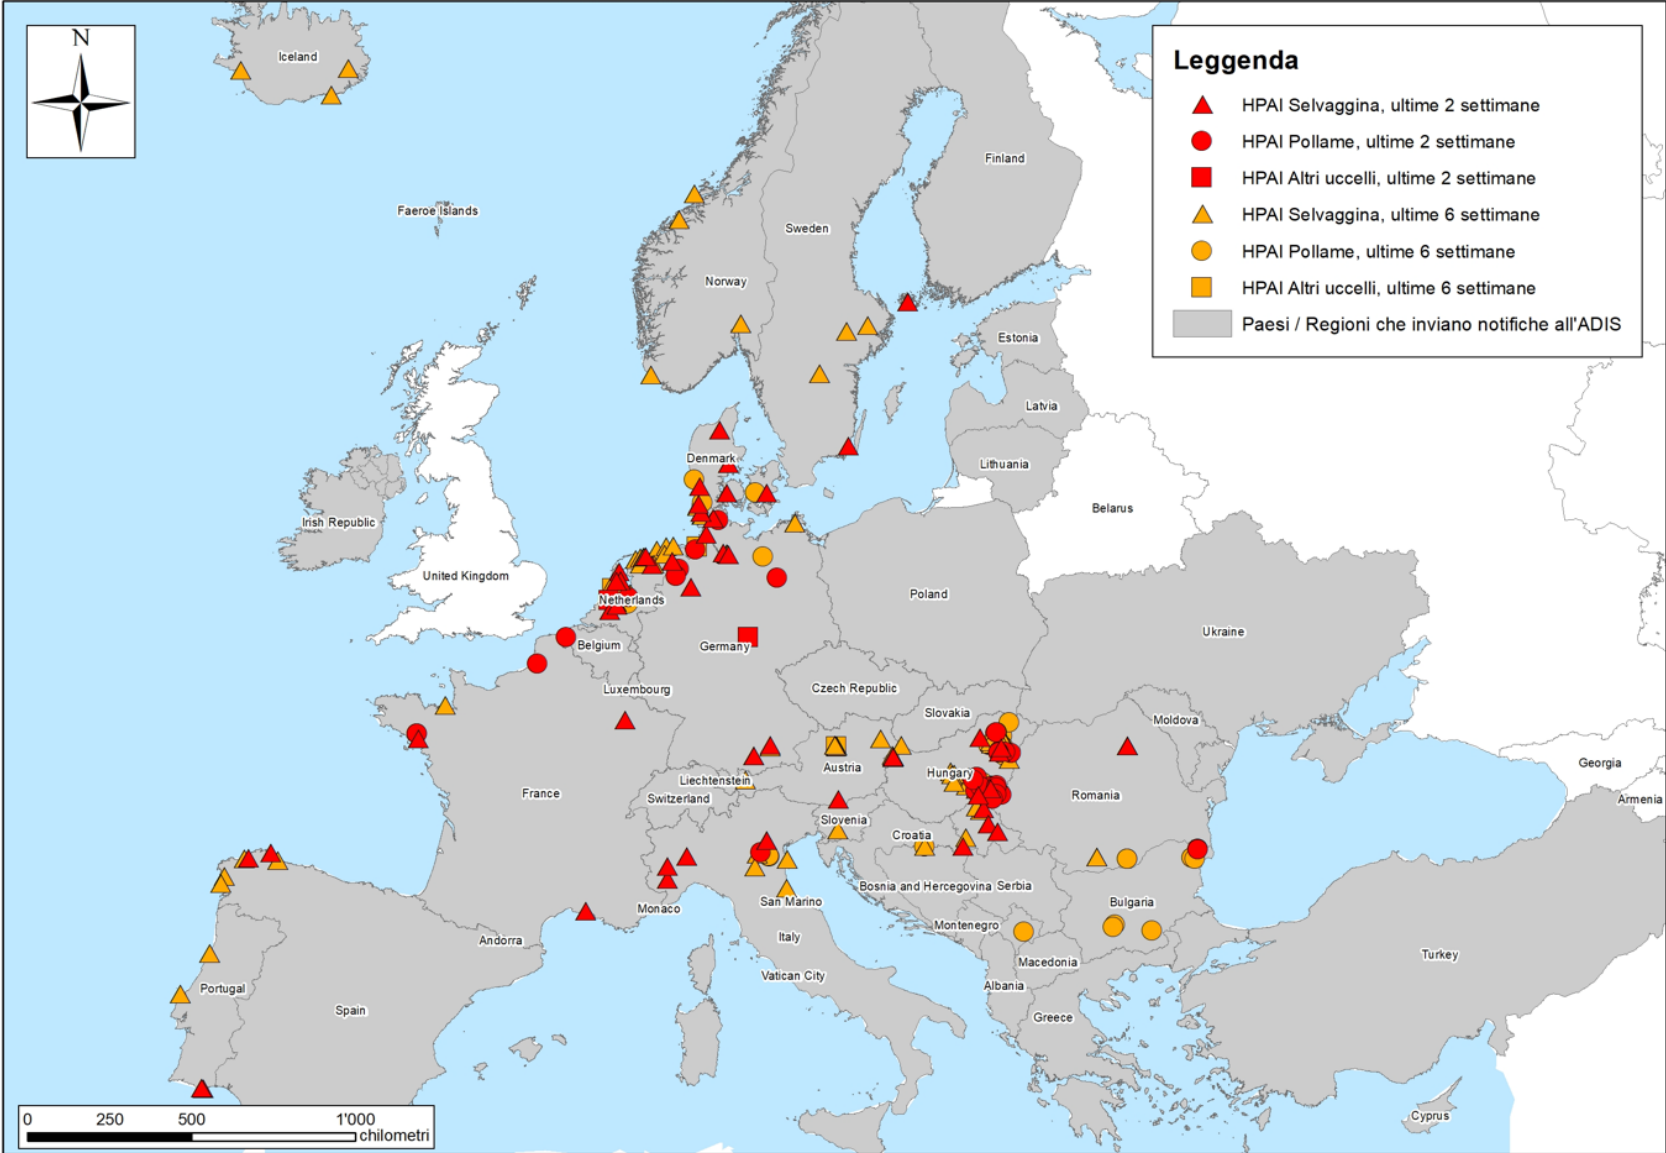 N
Leggenda
HPAI Selvaggina, ultime 2 settimane
HPAI Pollame, ultime 2 settimane
HPAI Altri uccelli, ultime 2 settimane
HPAI Selvaggina, ultime 6 settimane
HPAI Pollame, ultime 6 settimane
HPAI Altri uccelli, ultime 6 settimane
Paesi / Regioni che inviano notifiche all'ADIS
Iceland
Finland
Faeroe Islands
Sweden
Norway
Estonia
Latvia
Denmark
Lithuania
Belarus
Irish Republic
United Kingdom
Netherlands
Poland
Ukraine
Belgium
Germany
Luxembourg
Czech Republic
Slovakia
Moldova
Austria
Hungary
Liechtenstein
Georgia
France
Switzerland
Romania
Armenia
Slovenia
Croatia
Bosnia and Hercegovina
Serbia
San Marino
Bulgaria
Monaco
Montenegro
Andorra
Italy
Macedonia
Turkey
Vatican City
Albania
Portugal
Spain
Greece
Cyprus
0 250 500 1'000
chilometri